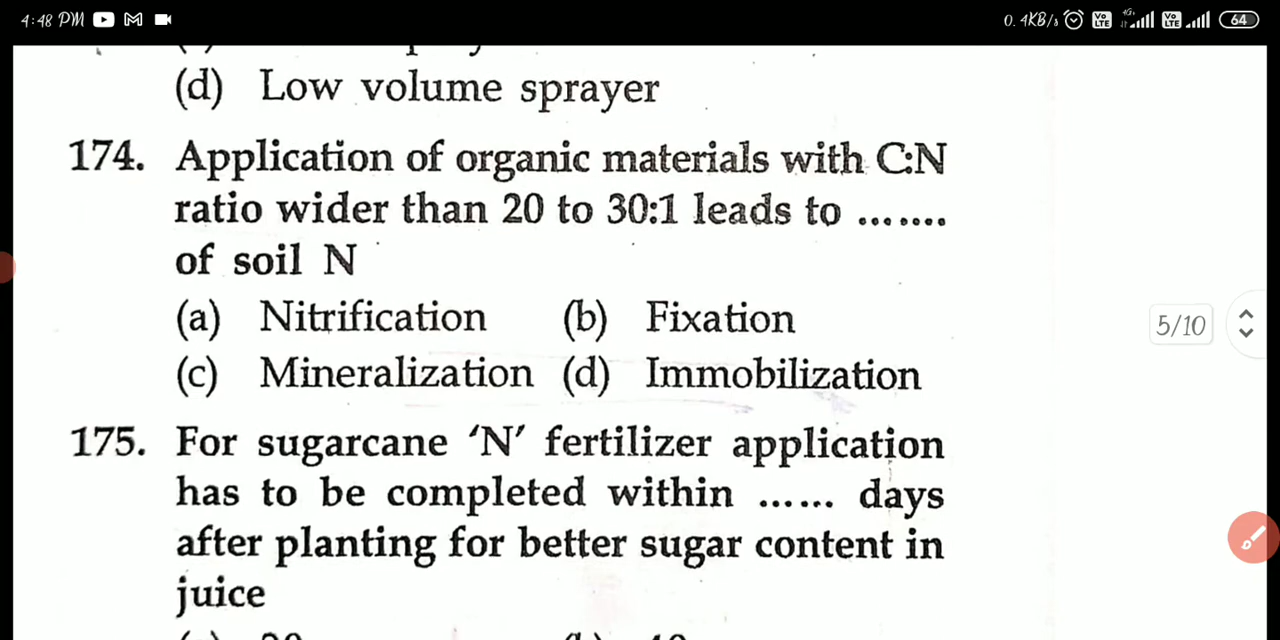 4:48 PM
0.4KB/s 4G+ 64
(d) Low volume sprayer
174. Application of organic materials with C:N
ratio wider than 20 to 30:1 leads to .......
of soil N
(a) Nitrification (b) Fixation
(c) Mineralization (d) Immobilization
5/10
175. For sugarcane ‘N’ fertilizer application
has to be completed within ...... days
after planting for better sugar content in
juice